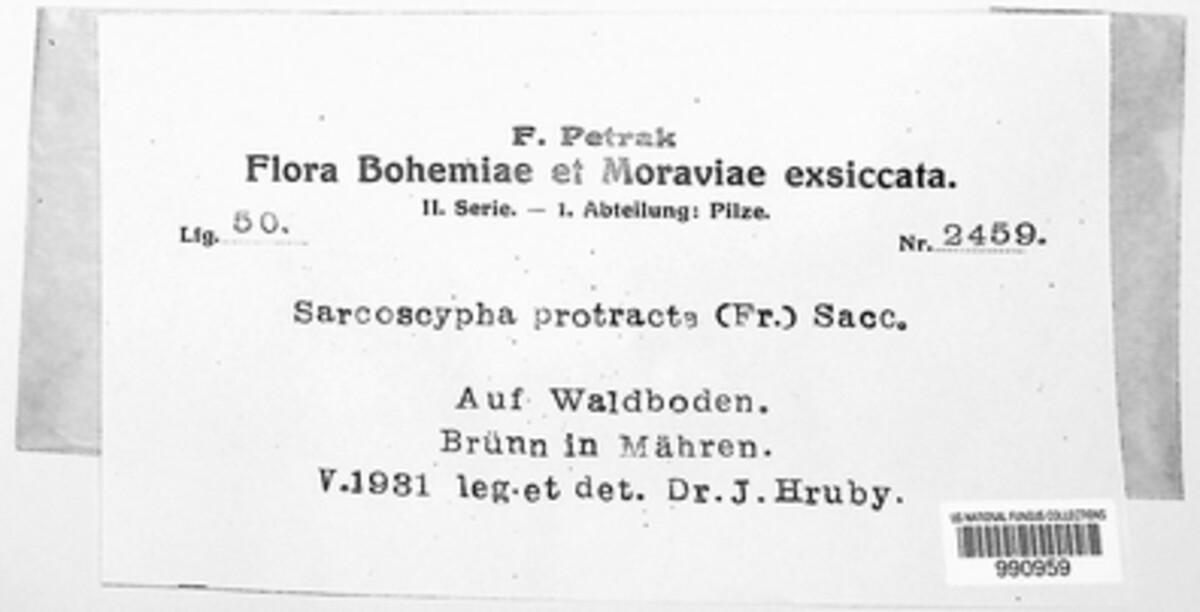 F. Petrak
Flora Bohemiae et Moraviae exsiccata.
II. Serie. — 1. Abteilung: Pilze.
Lfg. 50.
Nr. 2459.
Sarcoscypha protracta (Fr.) Sacc.
Auf Waldboden.
Brünn in Mähren.
V.1931 leg.et det. Dr.J.Hruby.
US NATIONAL FUNGUS COLLECTIONS
990959